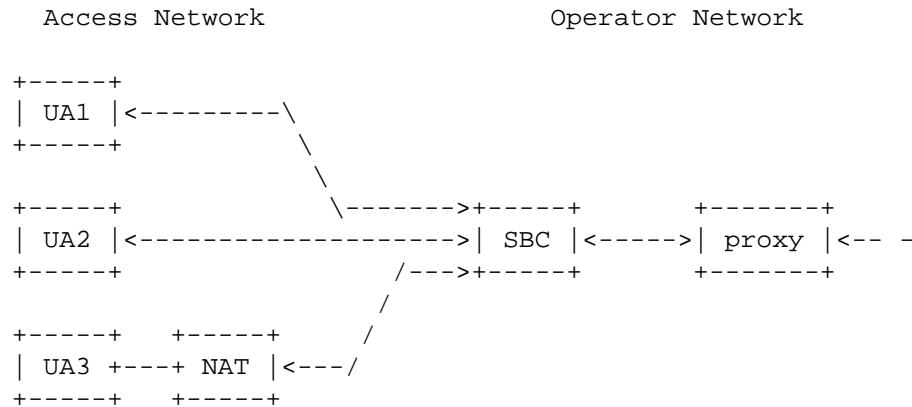 Access Network                    Operator Network

+------+
| UA1 |<---------\
+------+          \
                   \
                    \
+------+             \------->+-----+       +-------+
| UA2 |<-------------------->| SBC |<----->| proxy |<-- -
+------+                 /--->+-----+       +-------+
                        /
+------+   +-----+     /
| UA3 +---+ NAT |<---/
+------+   +-----+